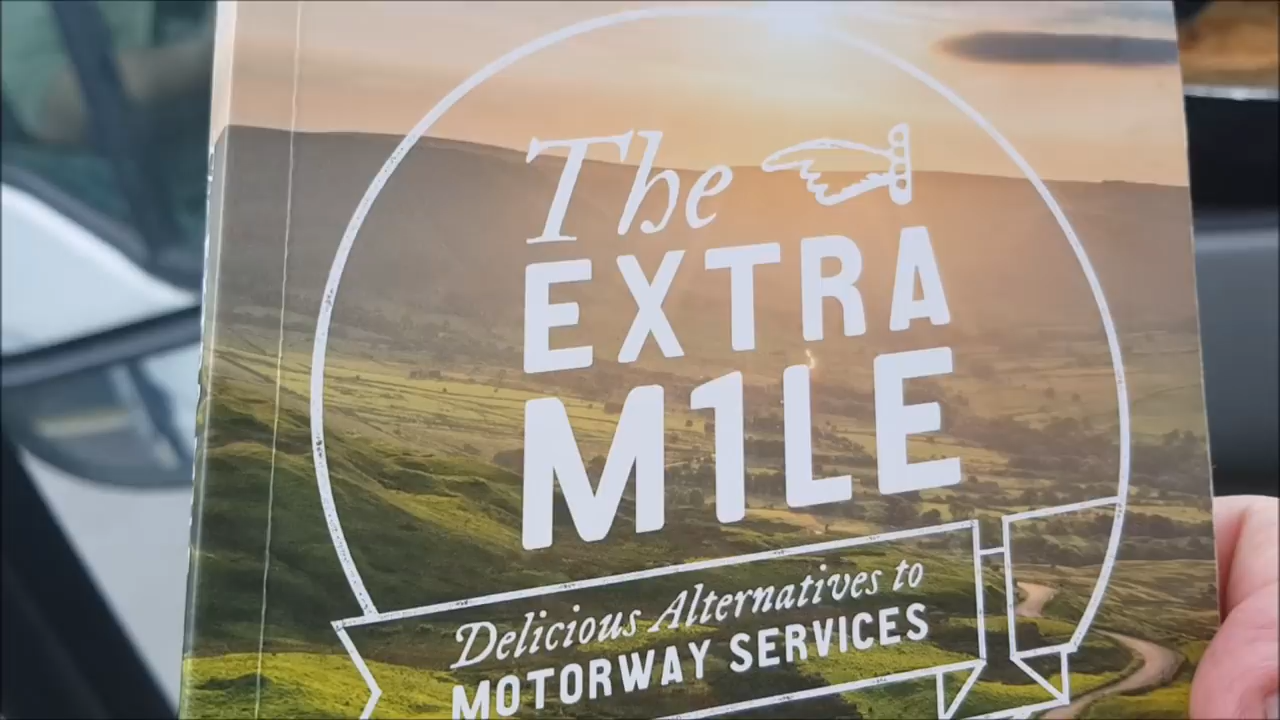 The
EXTRA
M1LE
Delicious Alternatives to
MOTORWAY SERVICES